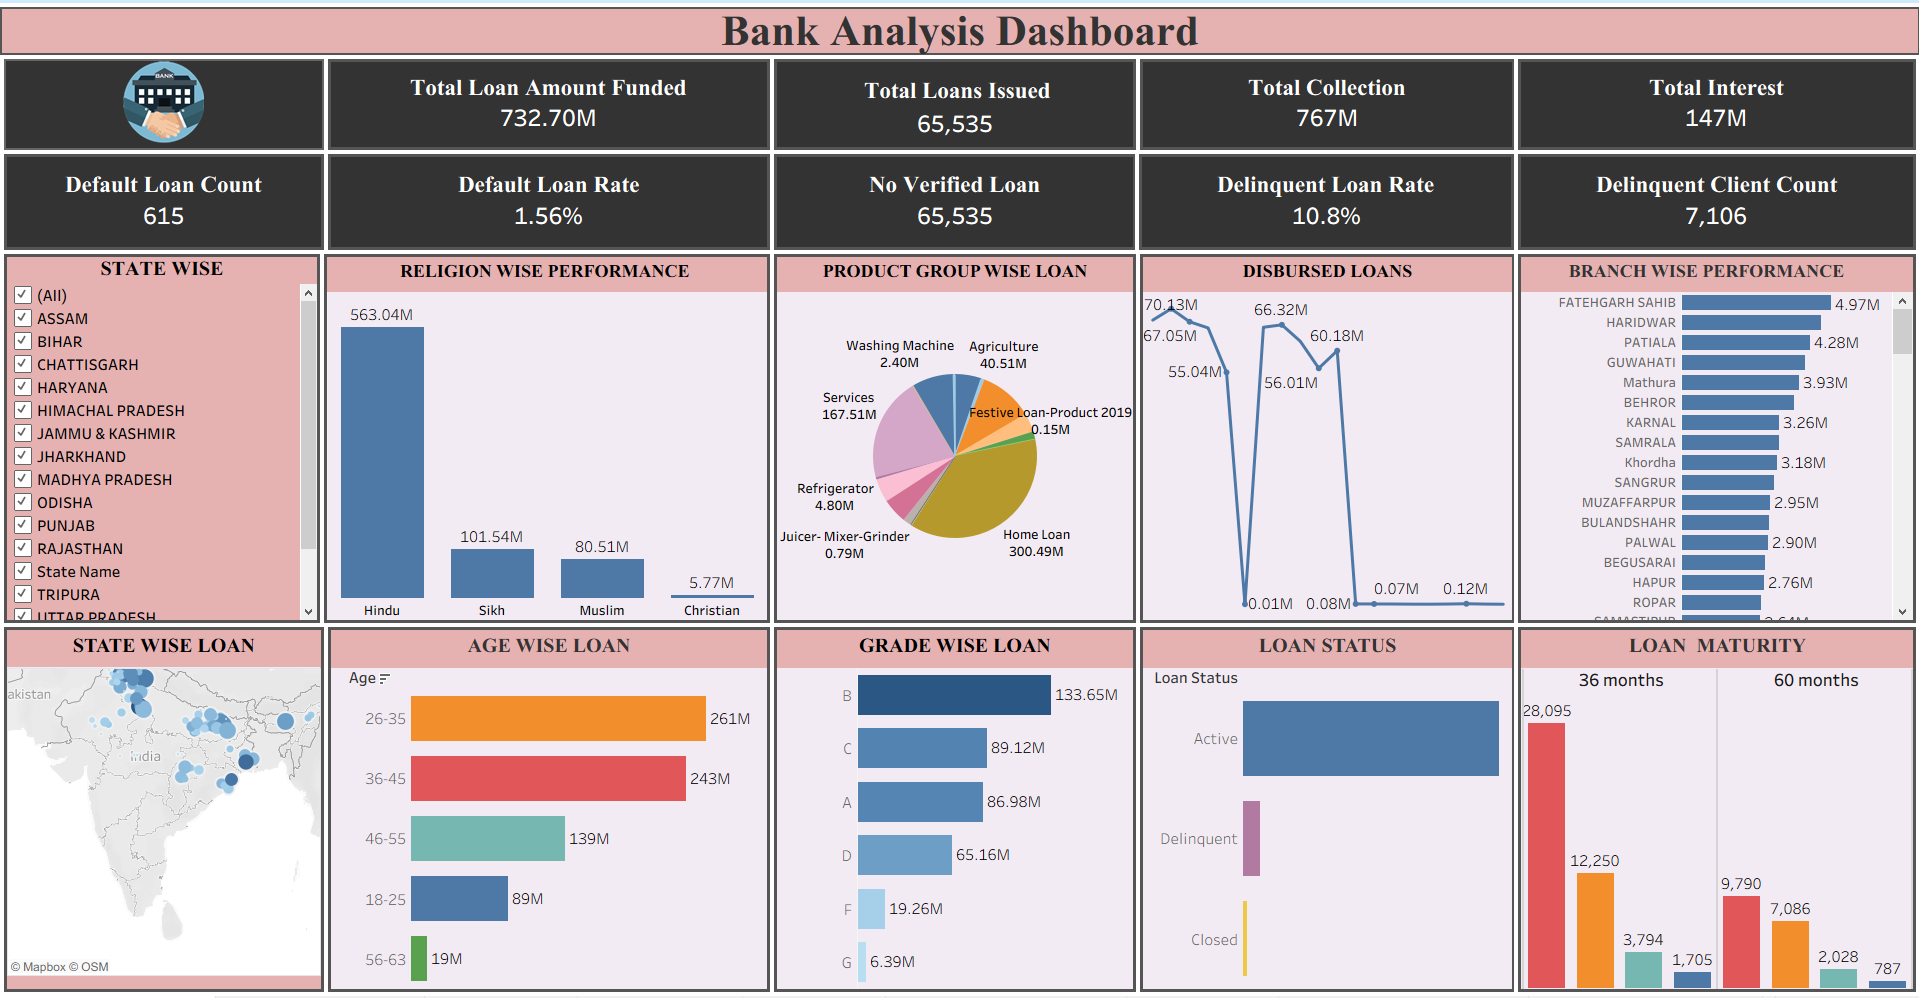 Bank Analysis Dashboard
BANK
Total Loan Amount Funded
732.70M
Total Loans Issued
65,535
Total Collection
767M
Total Interest
147M
Default Loan Count
615
Default Loan Rate
1.56%
No Verified Loan
65,535
Delinquent Loan Rate
10.8%
Delinquent Client Count
7,106
STATE WISE
(All)
ASSAM
BIHAR
CHATTISGARH
HARYANA
HIMACHAL PRADESH
JAMMU & KASHMIR
JHARKHAND
MADHYA PRADESH
ODISHA
PUNJAB
RAJASTHAN
State Name
TRIPURA
UTTAR PRADESH
RELIGION WISE PERFORMANCE
563.04M
101.54M
80.51M
5.77M
Hindu
Sikh
Muslim
Christian
PRODUCT GROUP WISE LOAN
Washing Machine
2.40M
Agriculture
40.51M
Services
167.51M
Festive Loan-Product 2019
0.15M
Refrigerator
4.80M
Juicer- Mixer-Grinder
0.79M
Home Loan
300.49M
DISBURSED LOANS
70.13M
66.32M
67.05M
60.18M
55.04M
56.01M
0.07M
0.12M
0.01M
0.08M
BRANCH WISE PERFORMANCE
FATEHGARH SAHIB 4.97M
HARIDWAR
PATIALA 4.28M
GUWAHATI
Mathura 3.93M
BEHROR
KARNAL 3.26M
SAMRALA
Khordha 3.18M
SANGRUR
MUZAFFARPUR 2.95M
BULANDSHAHR
PALWAL 2.90M
BEGUSARAI
HAPUR 2.76M
ROPAR
SAMASTIPUR 2.64M
STATE WISE LOAN
akistan
India
© Mapbox © OSM
AGE WISE LOAN
Age
26-35 261M
36-45 243M
46-55 139M
18-25 89M
56-63 19M
GRADE WISE LOAN
B 133.65M
C 89.12M
A 86.98M
D 65.16M
F 19.26M
G 6.39M
LOAN STATUS
Loan Status
Active
Delinquent
Closed
LOAN MATURITY
36 months
60 months
28,095
12,250
3,794
1,705
9,790
7,086
2,028
787